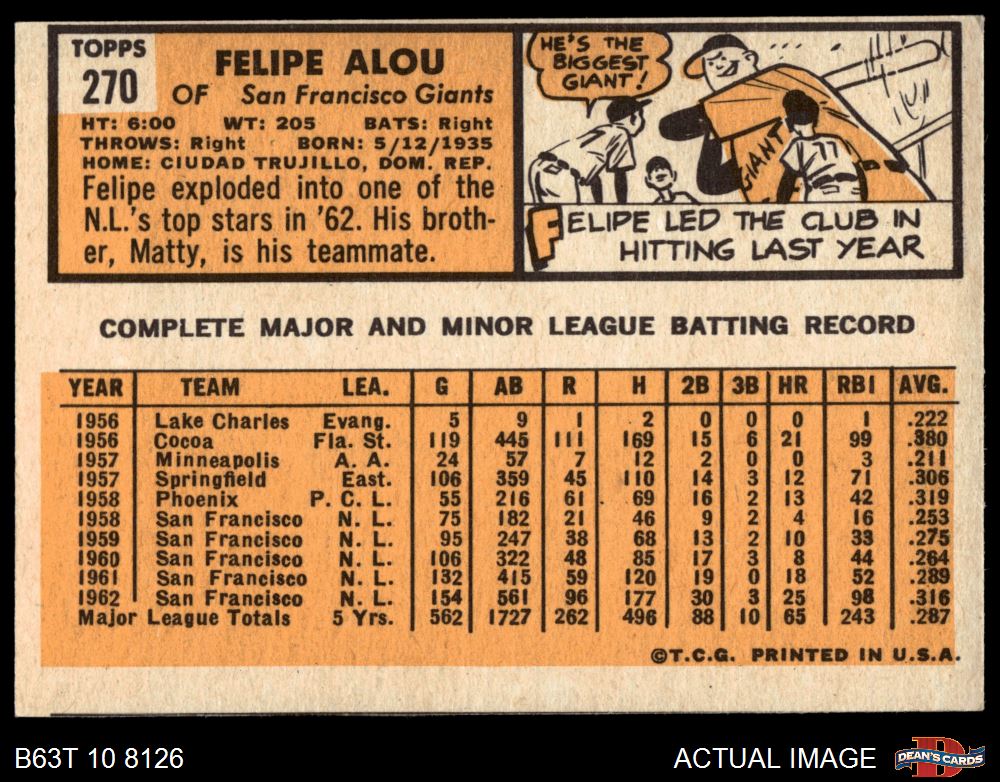 TOPPS
270
FELIPE ALOU
OF San Francisco Giants
HT: 6:00 WT: 205 BATS: Right
THROWS: Right BORN: 5/12/1935
HOME: CIUDAD TRUJILLO, DOM. REP.
Felipe exploded into one of the
N.L.'s top stars in '62. His broth-
er, Matty, is his teammate.
HE'S THE
BIGGEST
GIANT!
GIANT
FELIPE LED THE CLUB IN
HITTING LAST YEAR
COMPLETE MAJOR AND MINOR LEAGUE BATTING RECORD
YEAR TEAM LEA. G AB R H 2B 3B HR RBI AVG.
1956 Lake Charles Evang. 5 9 1 2 0 0 0 1 .222
1956 Cocoa Fla. St. 119 445 111 169 15 6 21 99 .380
1957 Minneapolis A. A. 24 57 7 12 2 0 0 3 .211
1957 Springfield East. 106 359 45 110 14 3 12 71 .306
1958 Phoenix P. C. L. 55 216 61 69 16 2 13 42 .319
1958 San Francisco N. L. 75 182 21 46 9 2 4 16 .253
1959 San Francisco N. L. 95 247 38 68 13 2 10 33 .275
1960 San Francisco N. L. 106 322 48 85 17 3 8 44 .264
1961 San Francisco N. L. 132 415 59 120 19 0 18 52 .289
1962 San Francisco N. L. 154 561 96 177 30 3 25 98 .316
Major League Totals 5 Yrs. 562 1727 262 496 88 10 65 243 .287
©T.C.G. PRINTED IN U.S.A.
B63T 10 8126
ACTUAL IMAGE
D
DEAN'S CARDS